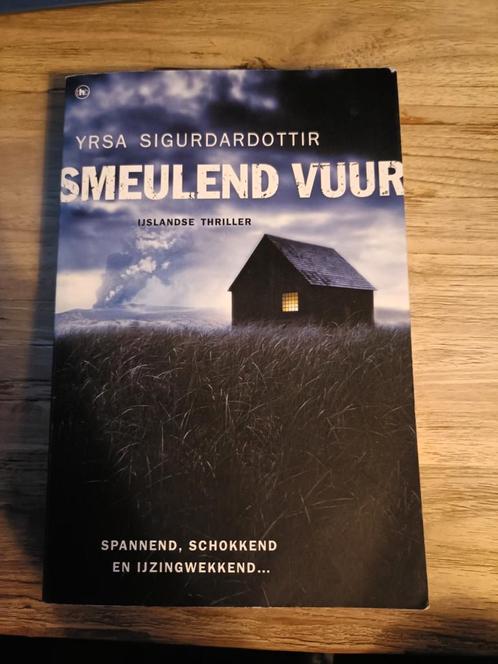 YRSA SIGURDARDOTTIR
SMEULEND VUUR
IJSLANDSE THRILLER
SPANNEND, SCHOKKEND
EN IJZINGWEKKEND...